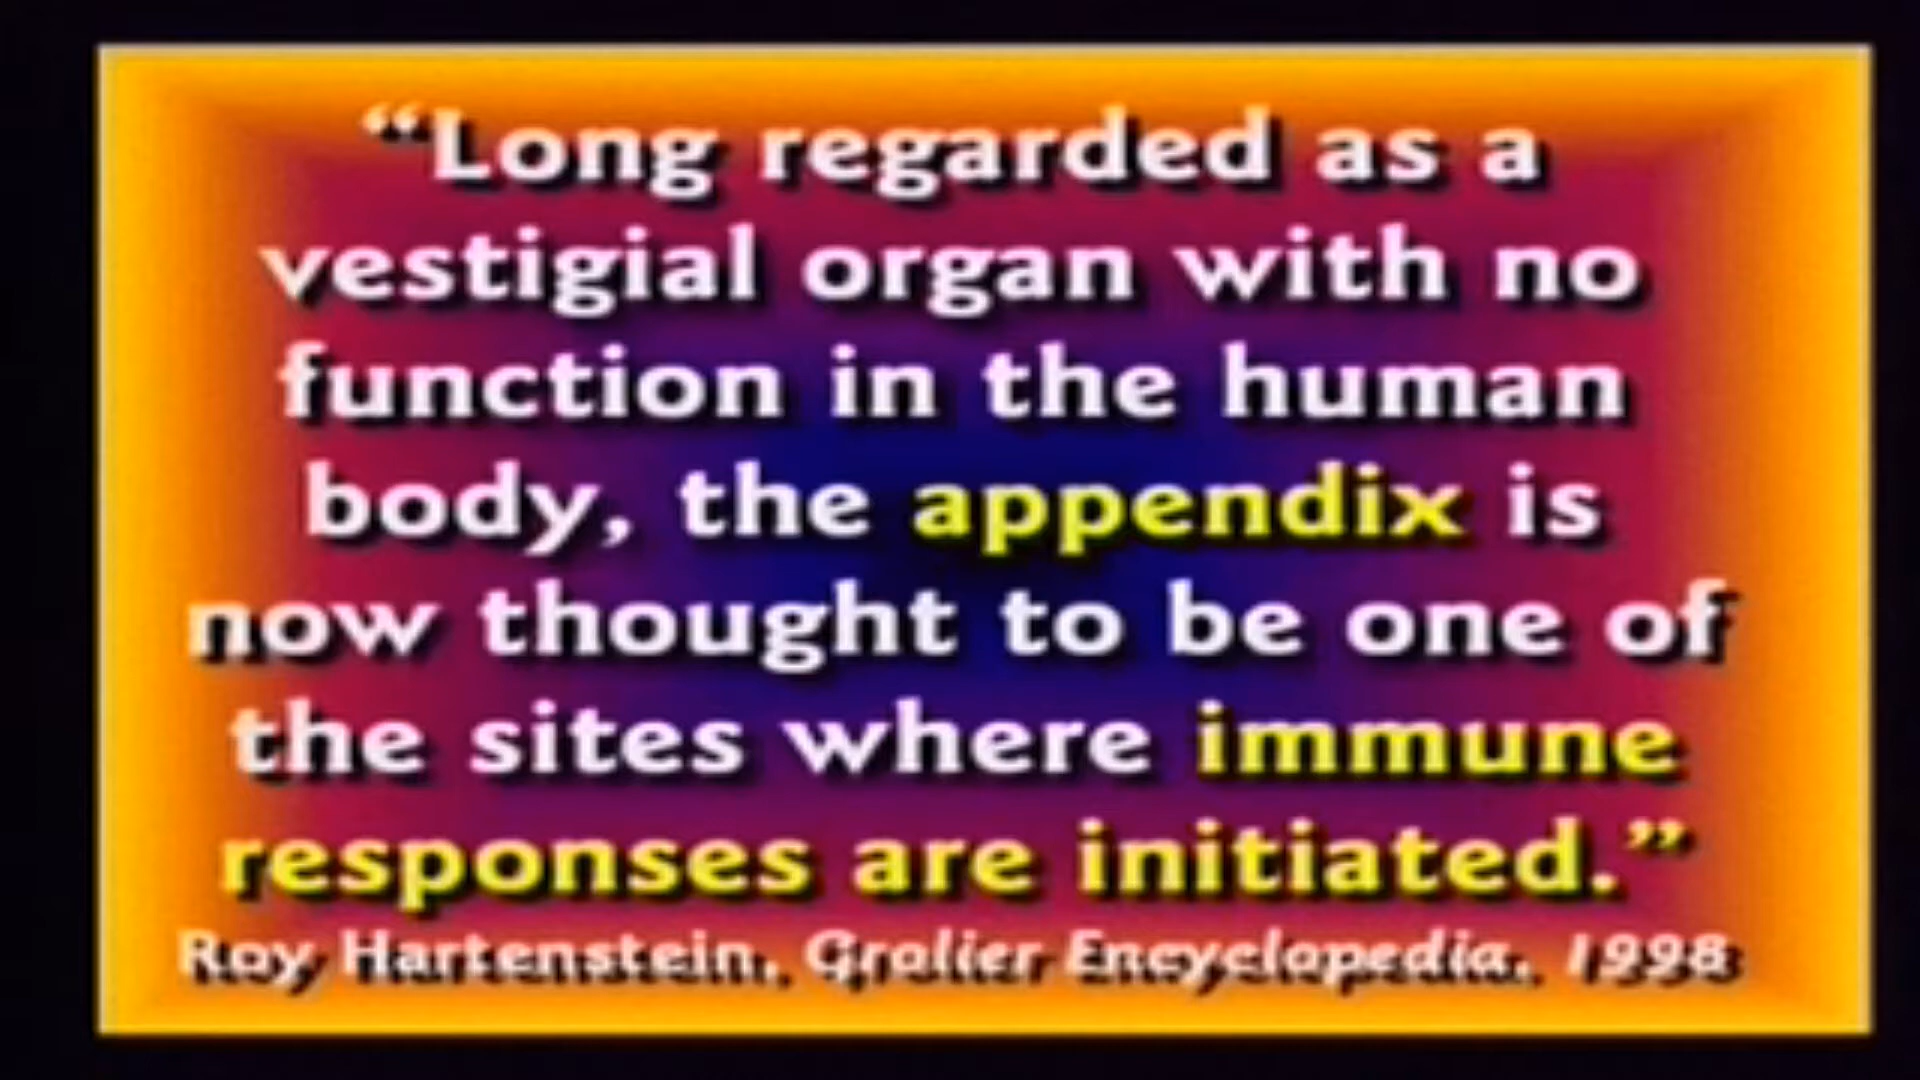 “Long regarded as a
vestigial organ with no
function in the human
body, the appendix is
now thought to be one of
the sites where immune
responses are initiated.”
Roy Hartenstein, Grolier Encyclopedia, 1998